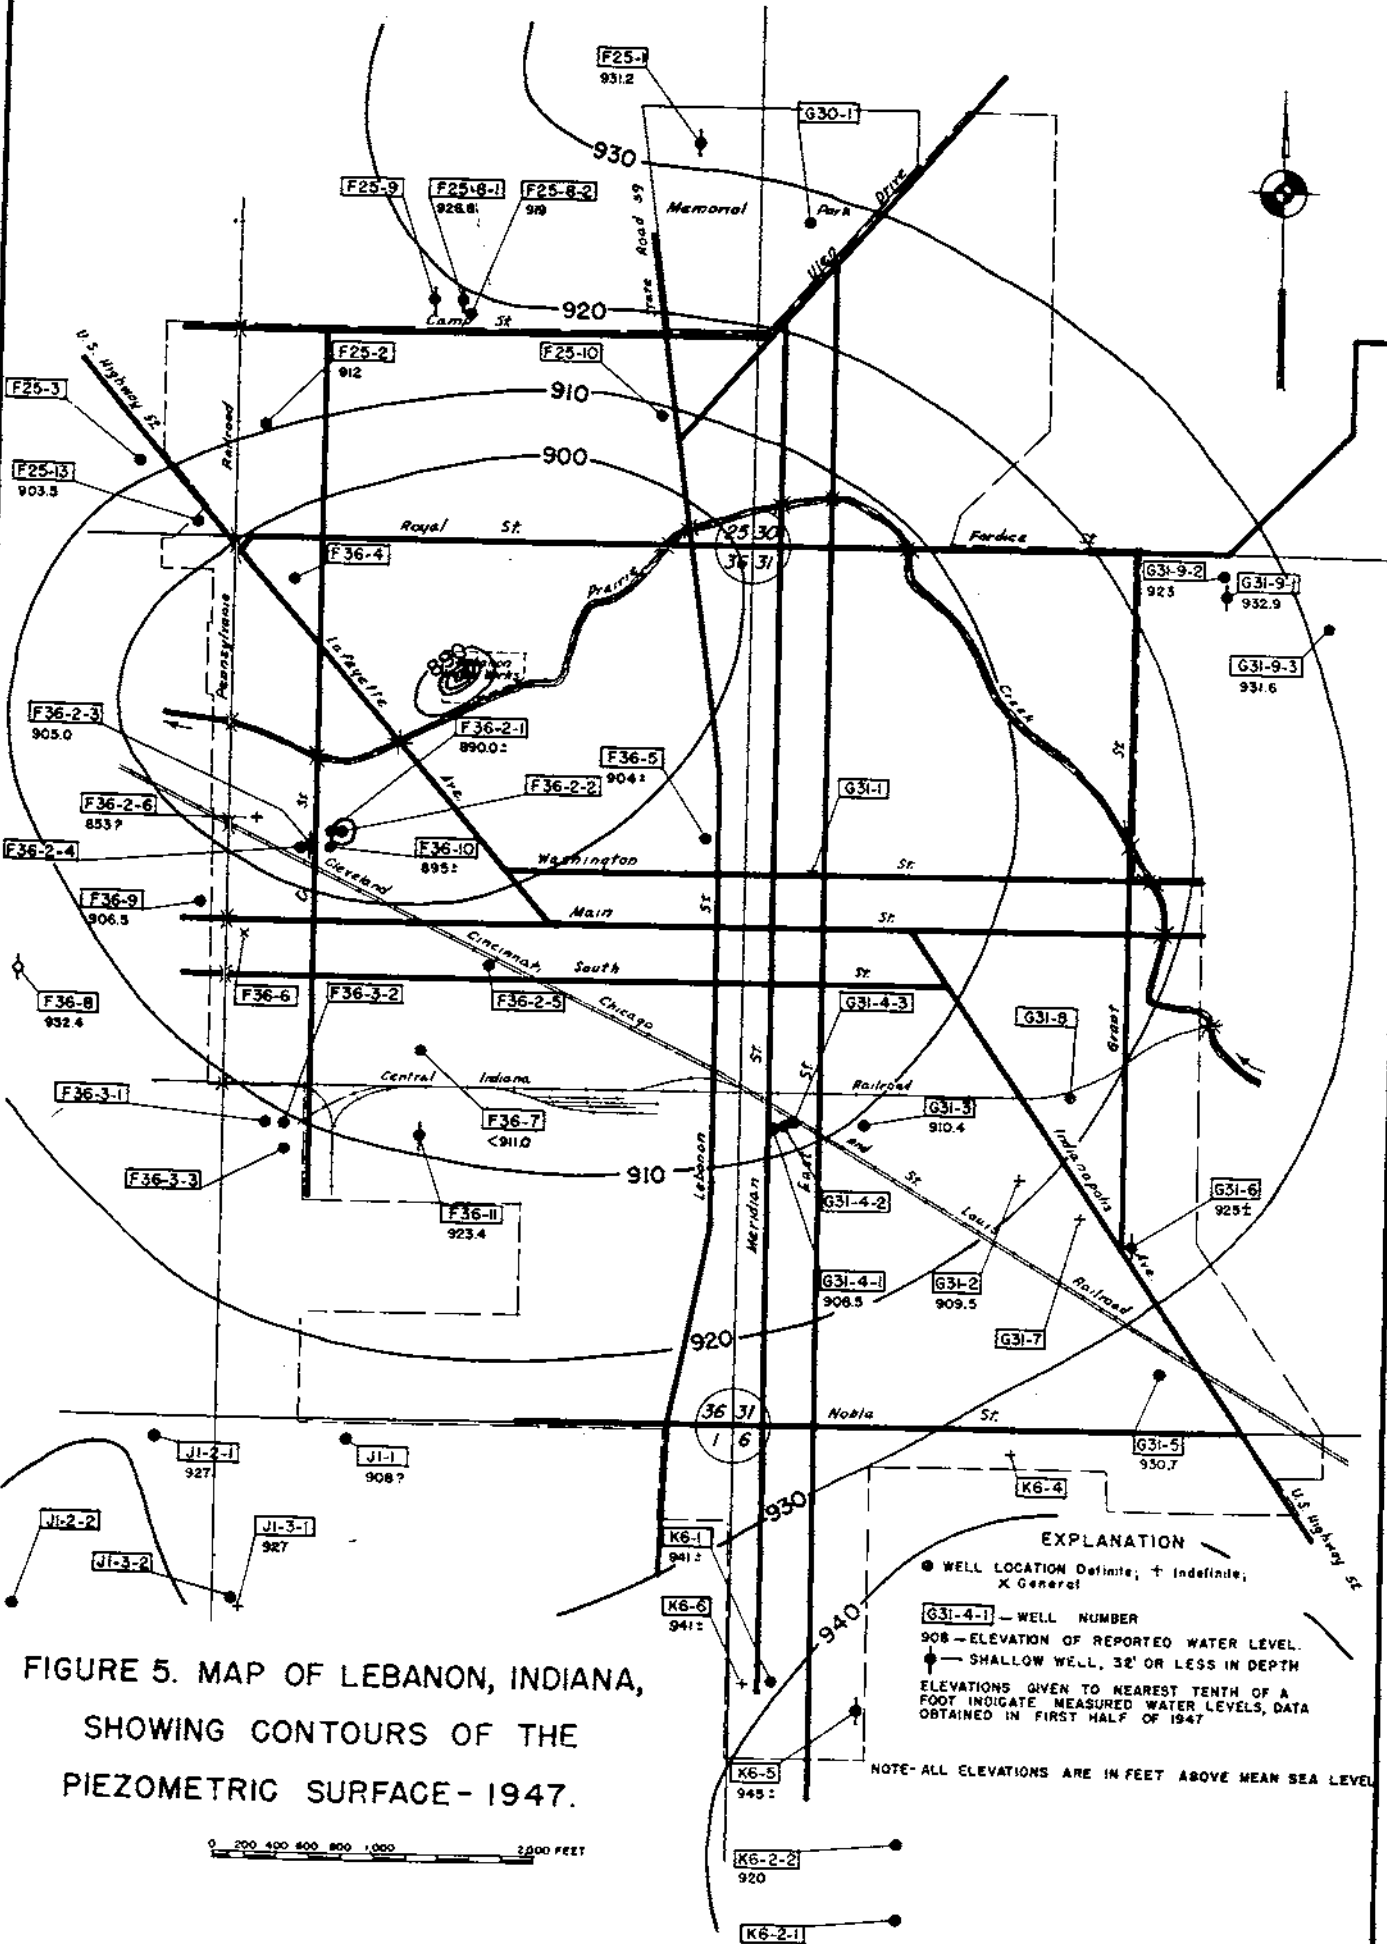 F25-1
931.2
G30-1
930
F25-9
F25-8-1
926.8
F25-8-2
919
Memorial
Park
Drive
Ulen
State Road 39
920
Camp St
U.S. Highway 52
F25-2
912
F25-10
F25-3
910
Railroad
F25-13
903.5
900
Royal St.
25 30
36 31
Fordice St
F36-4
G31-9-2
923
G31-9-1
932.9
Prairie
Pensylvania
Lafayette
890
Lebanon
Works
G31-9-3
931.6
Creek
F36-2-3
905.0
F36-2-1
890.0±
F36-5
904±
St
F36-2-2
G31-1
Ave.
St
F36-2-6
853?
F36-2-4
F36-10
895±
Washington St.
Cleveland
F36-9
906.5
St
Main St.
Cincinnati
South St.
F36-8
932.4
F36-6
F36-3-2
F36-2-5
Chicago
G31-4-3
G31-8
Grant
St.
St
Central Indiana Railroad
F36-3-1
F36-7
<911.0
G31-3
910.4
and
Indianapolis
Lebanon
F36-3-3
910
East
St.
G31-6
925±
F36-11
923.4
G31-4-2
Louis
Meridian
Ave.
G31-4-1
908.5
G31-2
909.5
Railroad
920
G31-7
36 31
1 6
Noble St.
J1-2-1
927
J1-1
908?
G31-5
930.7
K6-4
930
U.S. Highway 52
J1-2-2
J1-3-1
927
K6-1
941±
J1-3-2
K6-6
941±
940
EXPLANATION
WELL LOCATION Definite; + Indefinite;
X General
G31-4-1 — WELL NUMBER
908 — ELEVATION OF REPORTED WATER LEVEL.
— SHALLOW WELL, 32' OR LESS IN DEPTH
ELEVATIONS GIVEN TO NEAREST TENTH OF A
FOOT INDICATE MEASURED WATER LEVELS, DATA
OBTAINED IN FIRST HALF OF 1947
FIGURE 5. MAP OF LEBANON, INDIANA,
SHOWING CONTOURS OF THE
PIEZOMETRIC SURFACE - 1947.
K6-5
945±
NOTE- ALL ELEVATIONS ARE IN FEET ABOVE MEAN SEA LEVEL
0 200 400 600 800 1,000 2,000 FEET
K6-2-2
920
K6-2-1